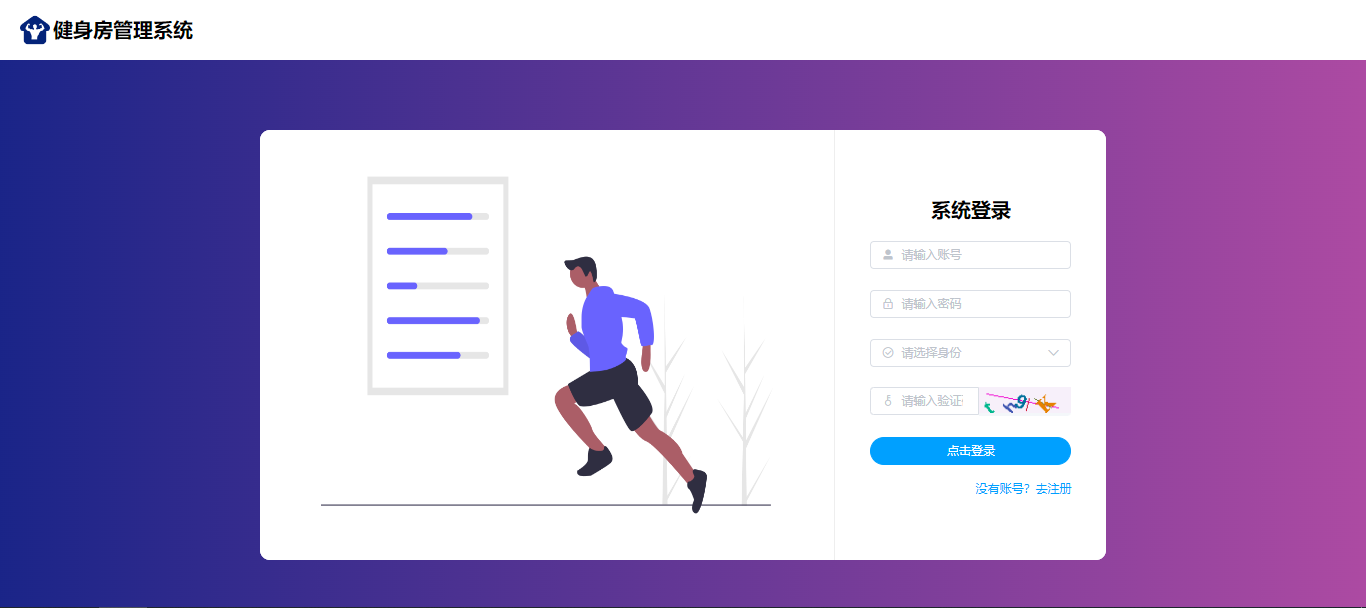 健身房管理系统
系统登录
请输入账号
请输入密码
请选择身份
请输入验证
点击登录
没有账号？去注册